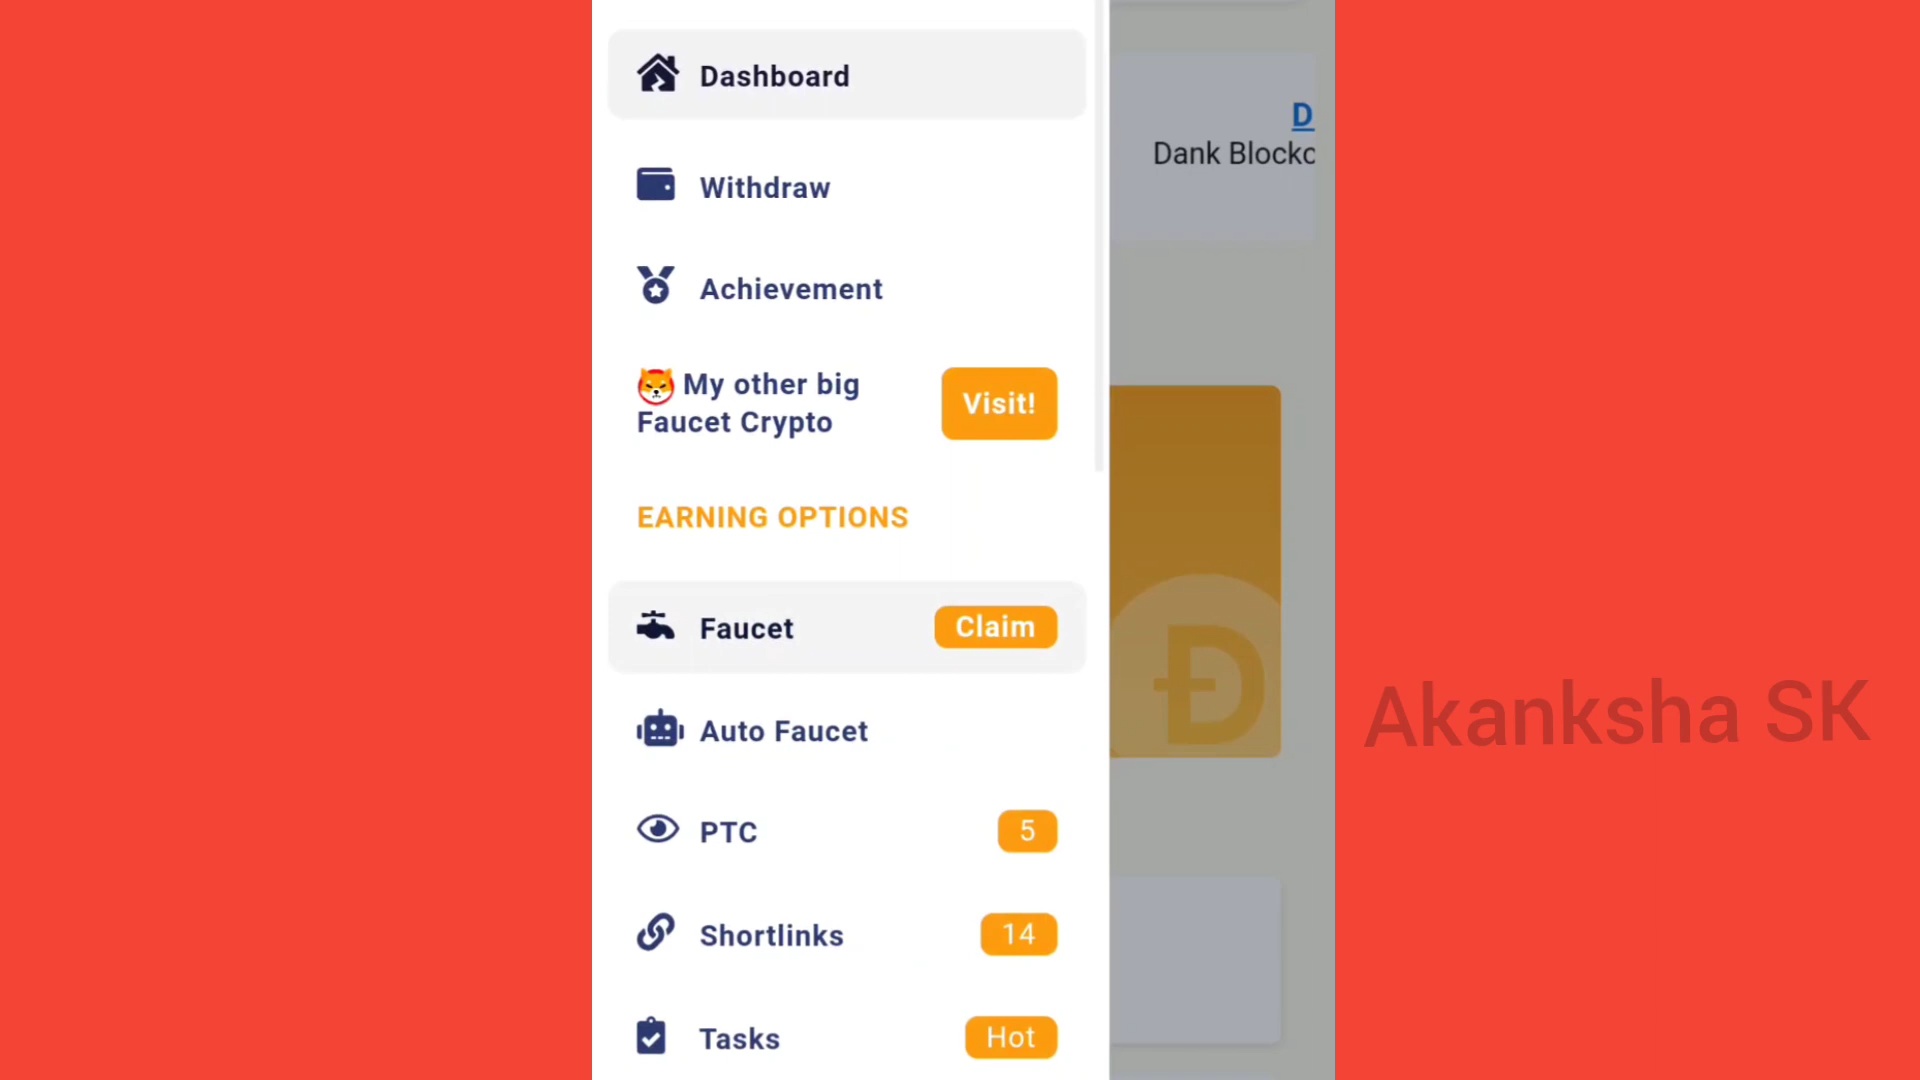 Dashboard
Withdraw
Achievement
My other big
Faucet Crypto
Visit!
EARNING OPTIONS
Faucet
Claim
Auto Faucet
PTC
5
Shortlinks
14
Tasks
Hot
D
Dank Blockc
Akanksha SK